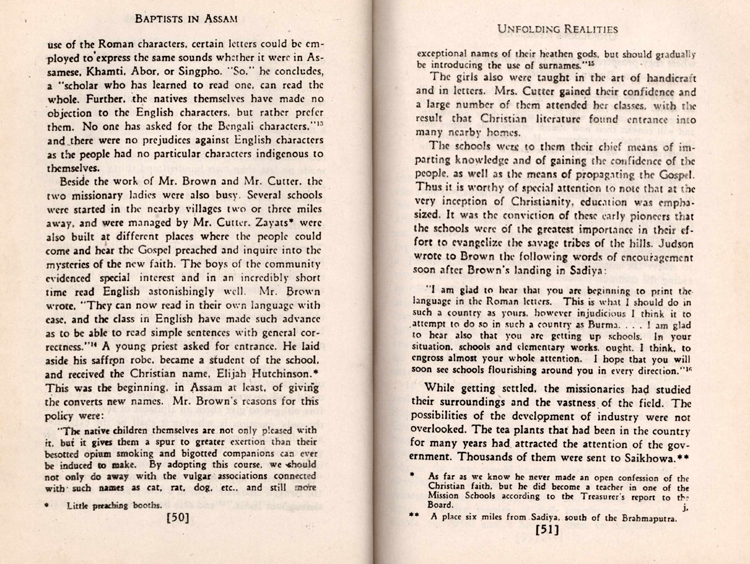 BAPTISTS IN ASSAM
use of the Roman characters, certain letters could be em-
ployed to express the same sounds whether it were in As-
samese, Khamti, Abor, or Singpho. "So," he concludes,
a "scholar who has learned to read one, can read the
whole. Further, the natives themselves have made no
objection to the English characters, but rather prefer
them. No one has asked for the Bengali characters."13
and there were no prejudices against English characters
as the people had no particular characters indigenous to
themselves.
Beside the work of Mr. Brown and Mr. Cutter, the
two missionary ladies were also busy. Several schools
were started in the nearby villages two or three miles
away, and were managed by Mr. Cutter. Zayats* were
also built at different places where the people could
come and hear the Gospel preached and inquire into the
mysteries of the new faith. The boys of the community
evidenced special interest and in an incredibly short
time read English astonishingly well. Mr. Brown
wrote, "They can now read in their own language with
ease, and the class in English have made such advance
as to be able to read simple sentences with general cor-
rectness."14 A young priest asked for entrance. He laid
aside his saffron robe, became a student of the school,
and received the Christian name, Elijah Hutchinson.*
This was the beginning, in Assam at least, of giving
the converts new names. Mr. Brown's reasons for this
policy were:
"The native children themselves are not only pleased with
it, but it gives them a spur to greater exertion than their
besotted opium smoking and bigotted companions can ever
be induced to make. By adopting this course, we should
not only do away with the vulgar associations connected
with such names as cat, rat, dog, etc., and still more
* Little preaching booths.
[50]
UNFOLDING REALITIES
exceptional names of their heathen gods, but should gradually
be introducing the use of surnames."15
The girls also were taught in the art of handicraft
and in letters. Mrs. Cutter gained their confidence and
a large number of them attended her classes, with the
result that Christian literature found entrance into
many nearby homes.
The schools were to them their chief means of im-
parting knowledge and of gaining the confidence of the
people, as well as the means of propagating the Gospel.
Thus it is worthy of special attention to note that at the
very inception of Christianity, education was empha-
sized. It was the conviction of these early pioneers that
the schools were of the greatest importance in their ef-
fort to evangelize the savage tribes of the hills. Judson
wrote to Brown the following words of encouragement
soon after Brown's landing in Sadiya:
"I am glad to hear that you are beginning to print the
language in the Roman letters. This is what I should do in
such a country as yours, however injudicious I think it to
attempt to do so in such a country as Burma. . . . I am glad
to hear also that you are getting up schools. In your
situation, schools and elementary works, ought, I think, to
engross almost your whole attention. I hope that you will
soon see schools flourishing around you in every direction."16
While getting settled, the missionaries had studied
their surroundings and the vastness of the field. The
possibilities of the development of industry were not
overlooked. The tea plants that had been in the country
for many years had attracted the attention of the gov-
ernment. Thousands of them were sent to Saikhowa.**
* As far as we know he never made an open confession of the
Christian faith, but he did become a teacher in one of the
Mission Schools according to the Treasurer's report to the
Board. j.
** A place six miles from Sadiya, south of the Brahmaputra.
[51]